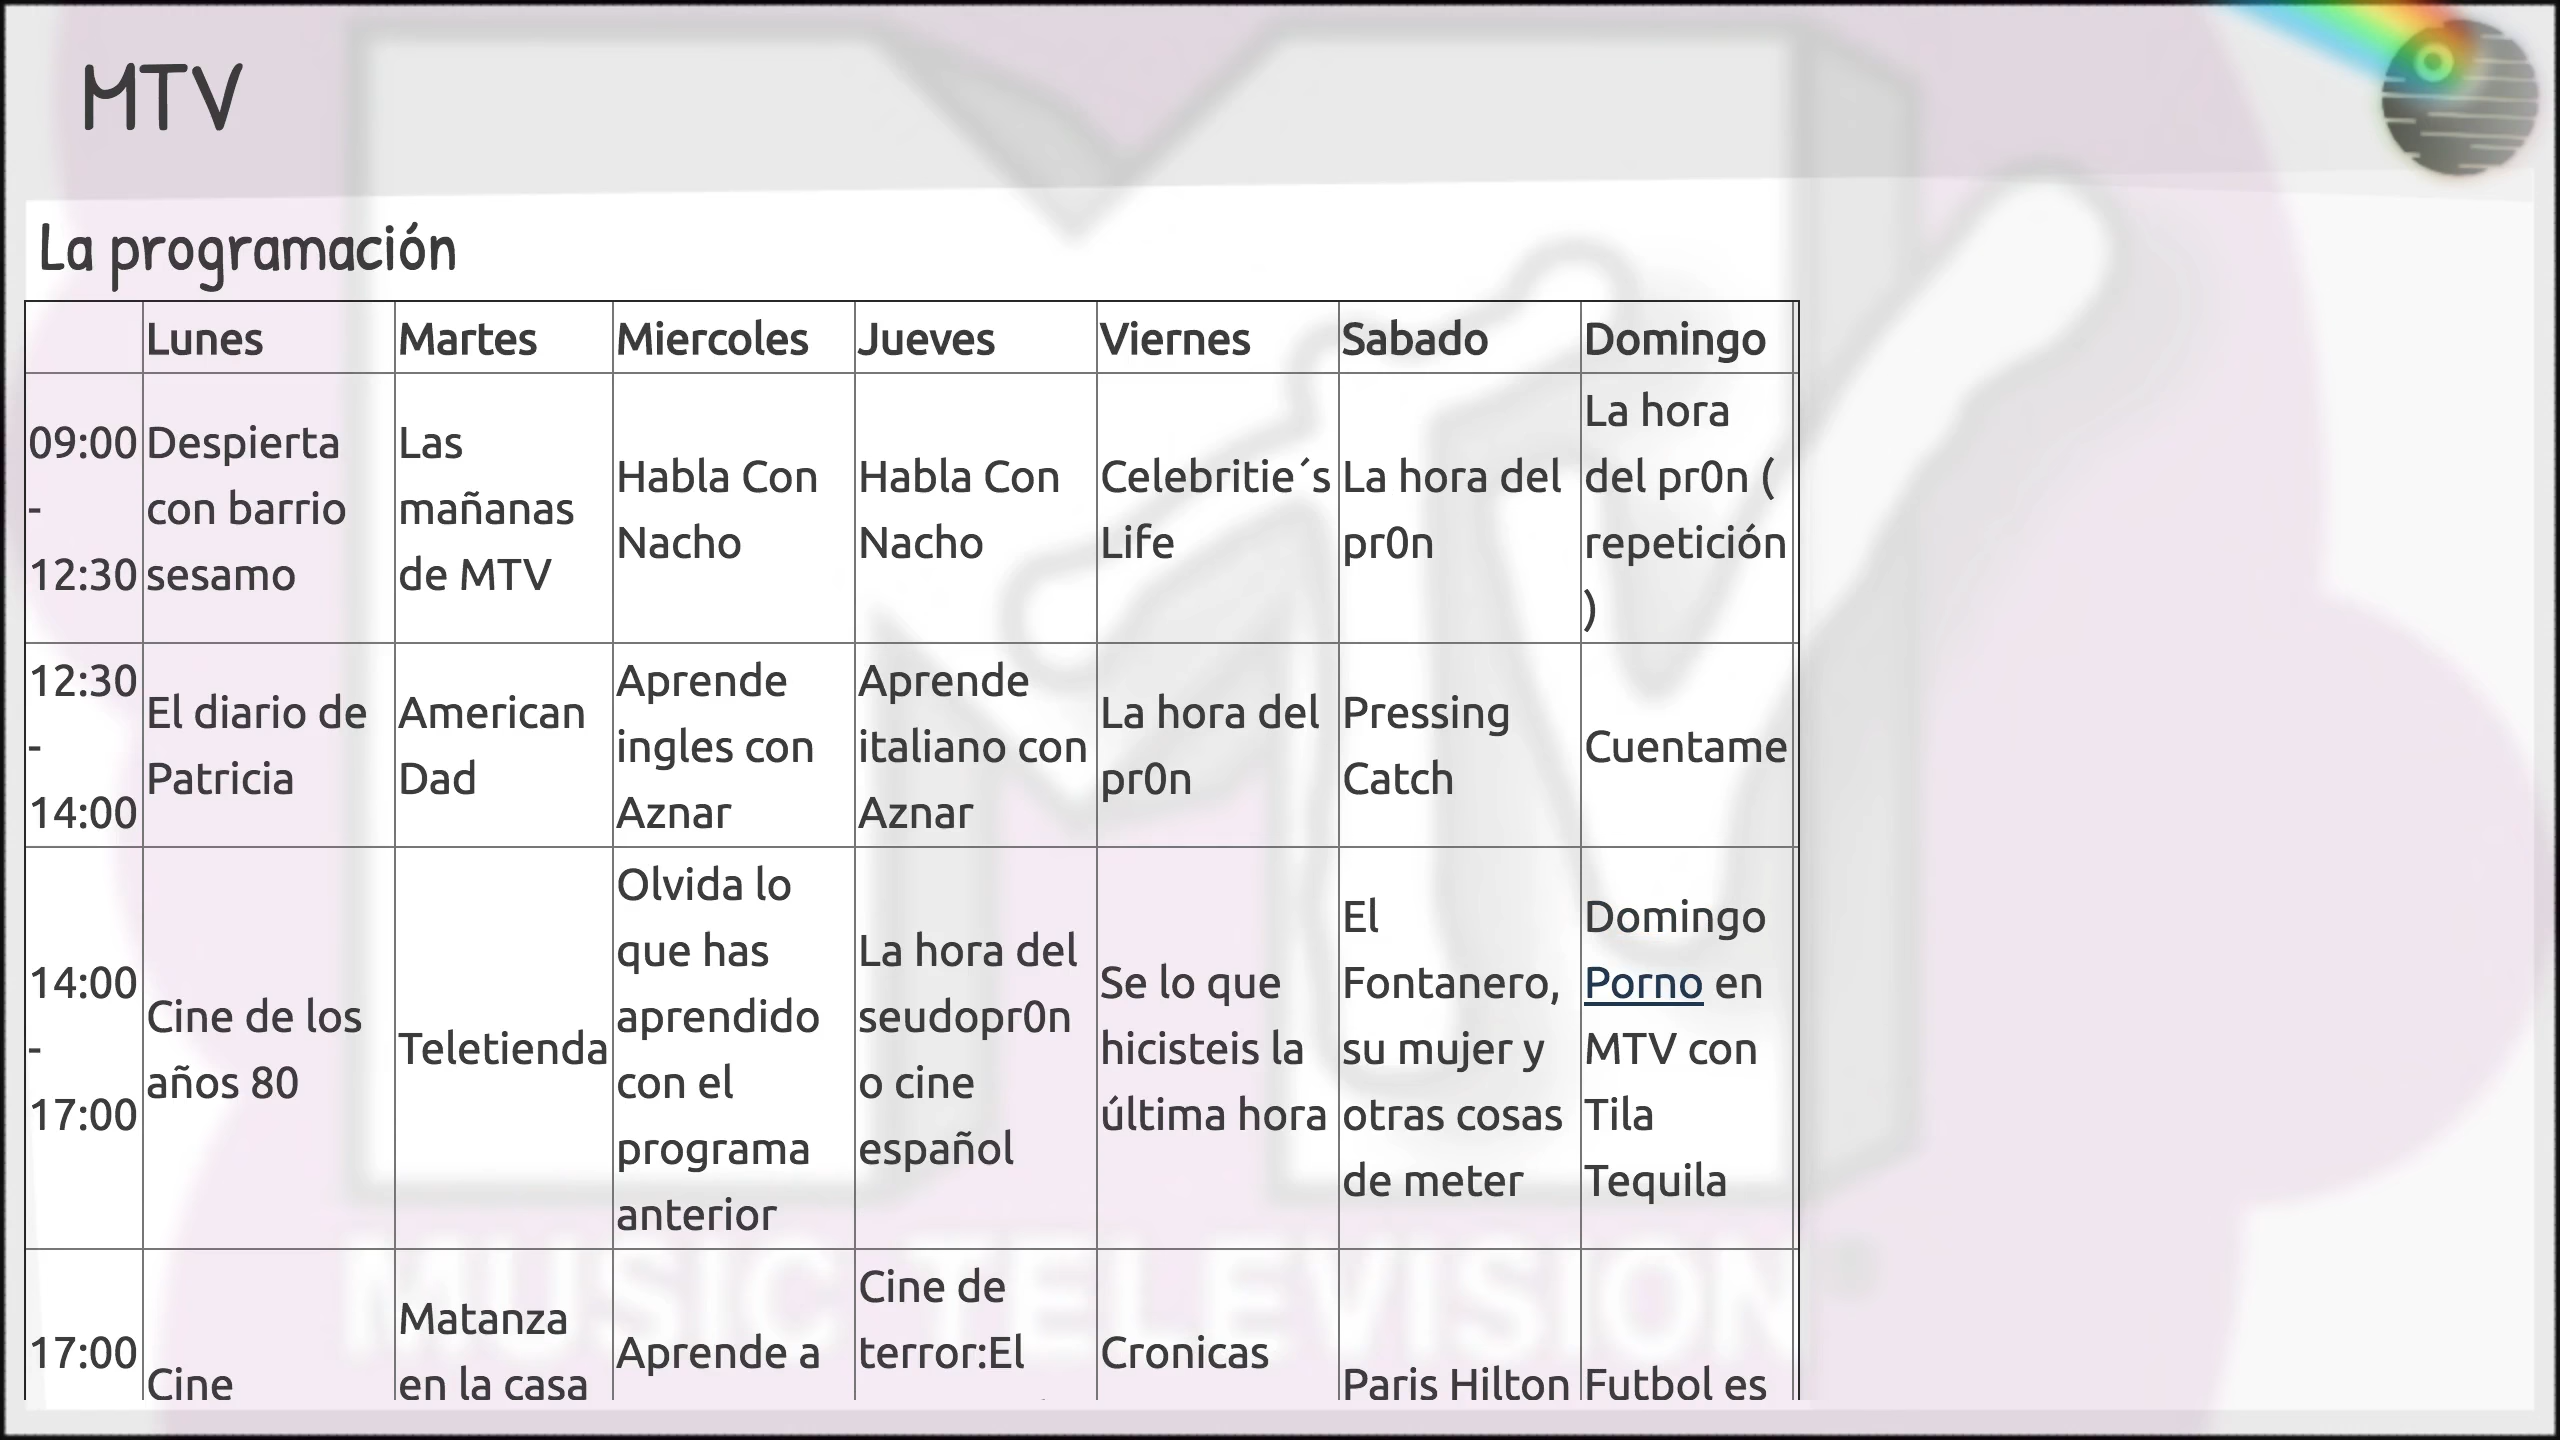 MTV
La programación
Lunes Martes Miercoles Jueves Viernes Sabado Domingo
09:00
-
12:30
Despierta
con barrio
sesamo
Las
mañanas
de MTV
Habla Con
Nacho
Habla Con
Nacho
Celebritie´s
Life
La hora del
pr0n
La hora
del pr0n (
repetición
)
12:30
-
14:00
El diario de
Patricia
American
Dad
Aprende
ingles con
Aznar
Aprende
italiano con
Aznar
La hora del
pr0n
Pressing
Catch
Cuentame
14:00
-
17:00
Cine de los
años 80
Teletienda
Olvida lo
que has
aprendido
con el
programa
anterior
La hora del
seudopr0n
o cine
español
Se lo que
hicisteis la
última hora
El
Fontanero,
su mujer y
otras cosas
de meter
Domingo
Porno en
MTV con
Tila
Tequila
17:00
Cine
Matanza
en la casa
Aprende a
Cine de
terror:El
Cronicas
Paris Hilton
Futbol es
MUSIC TELEVISION